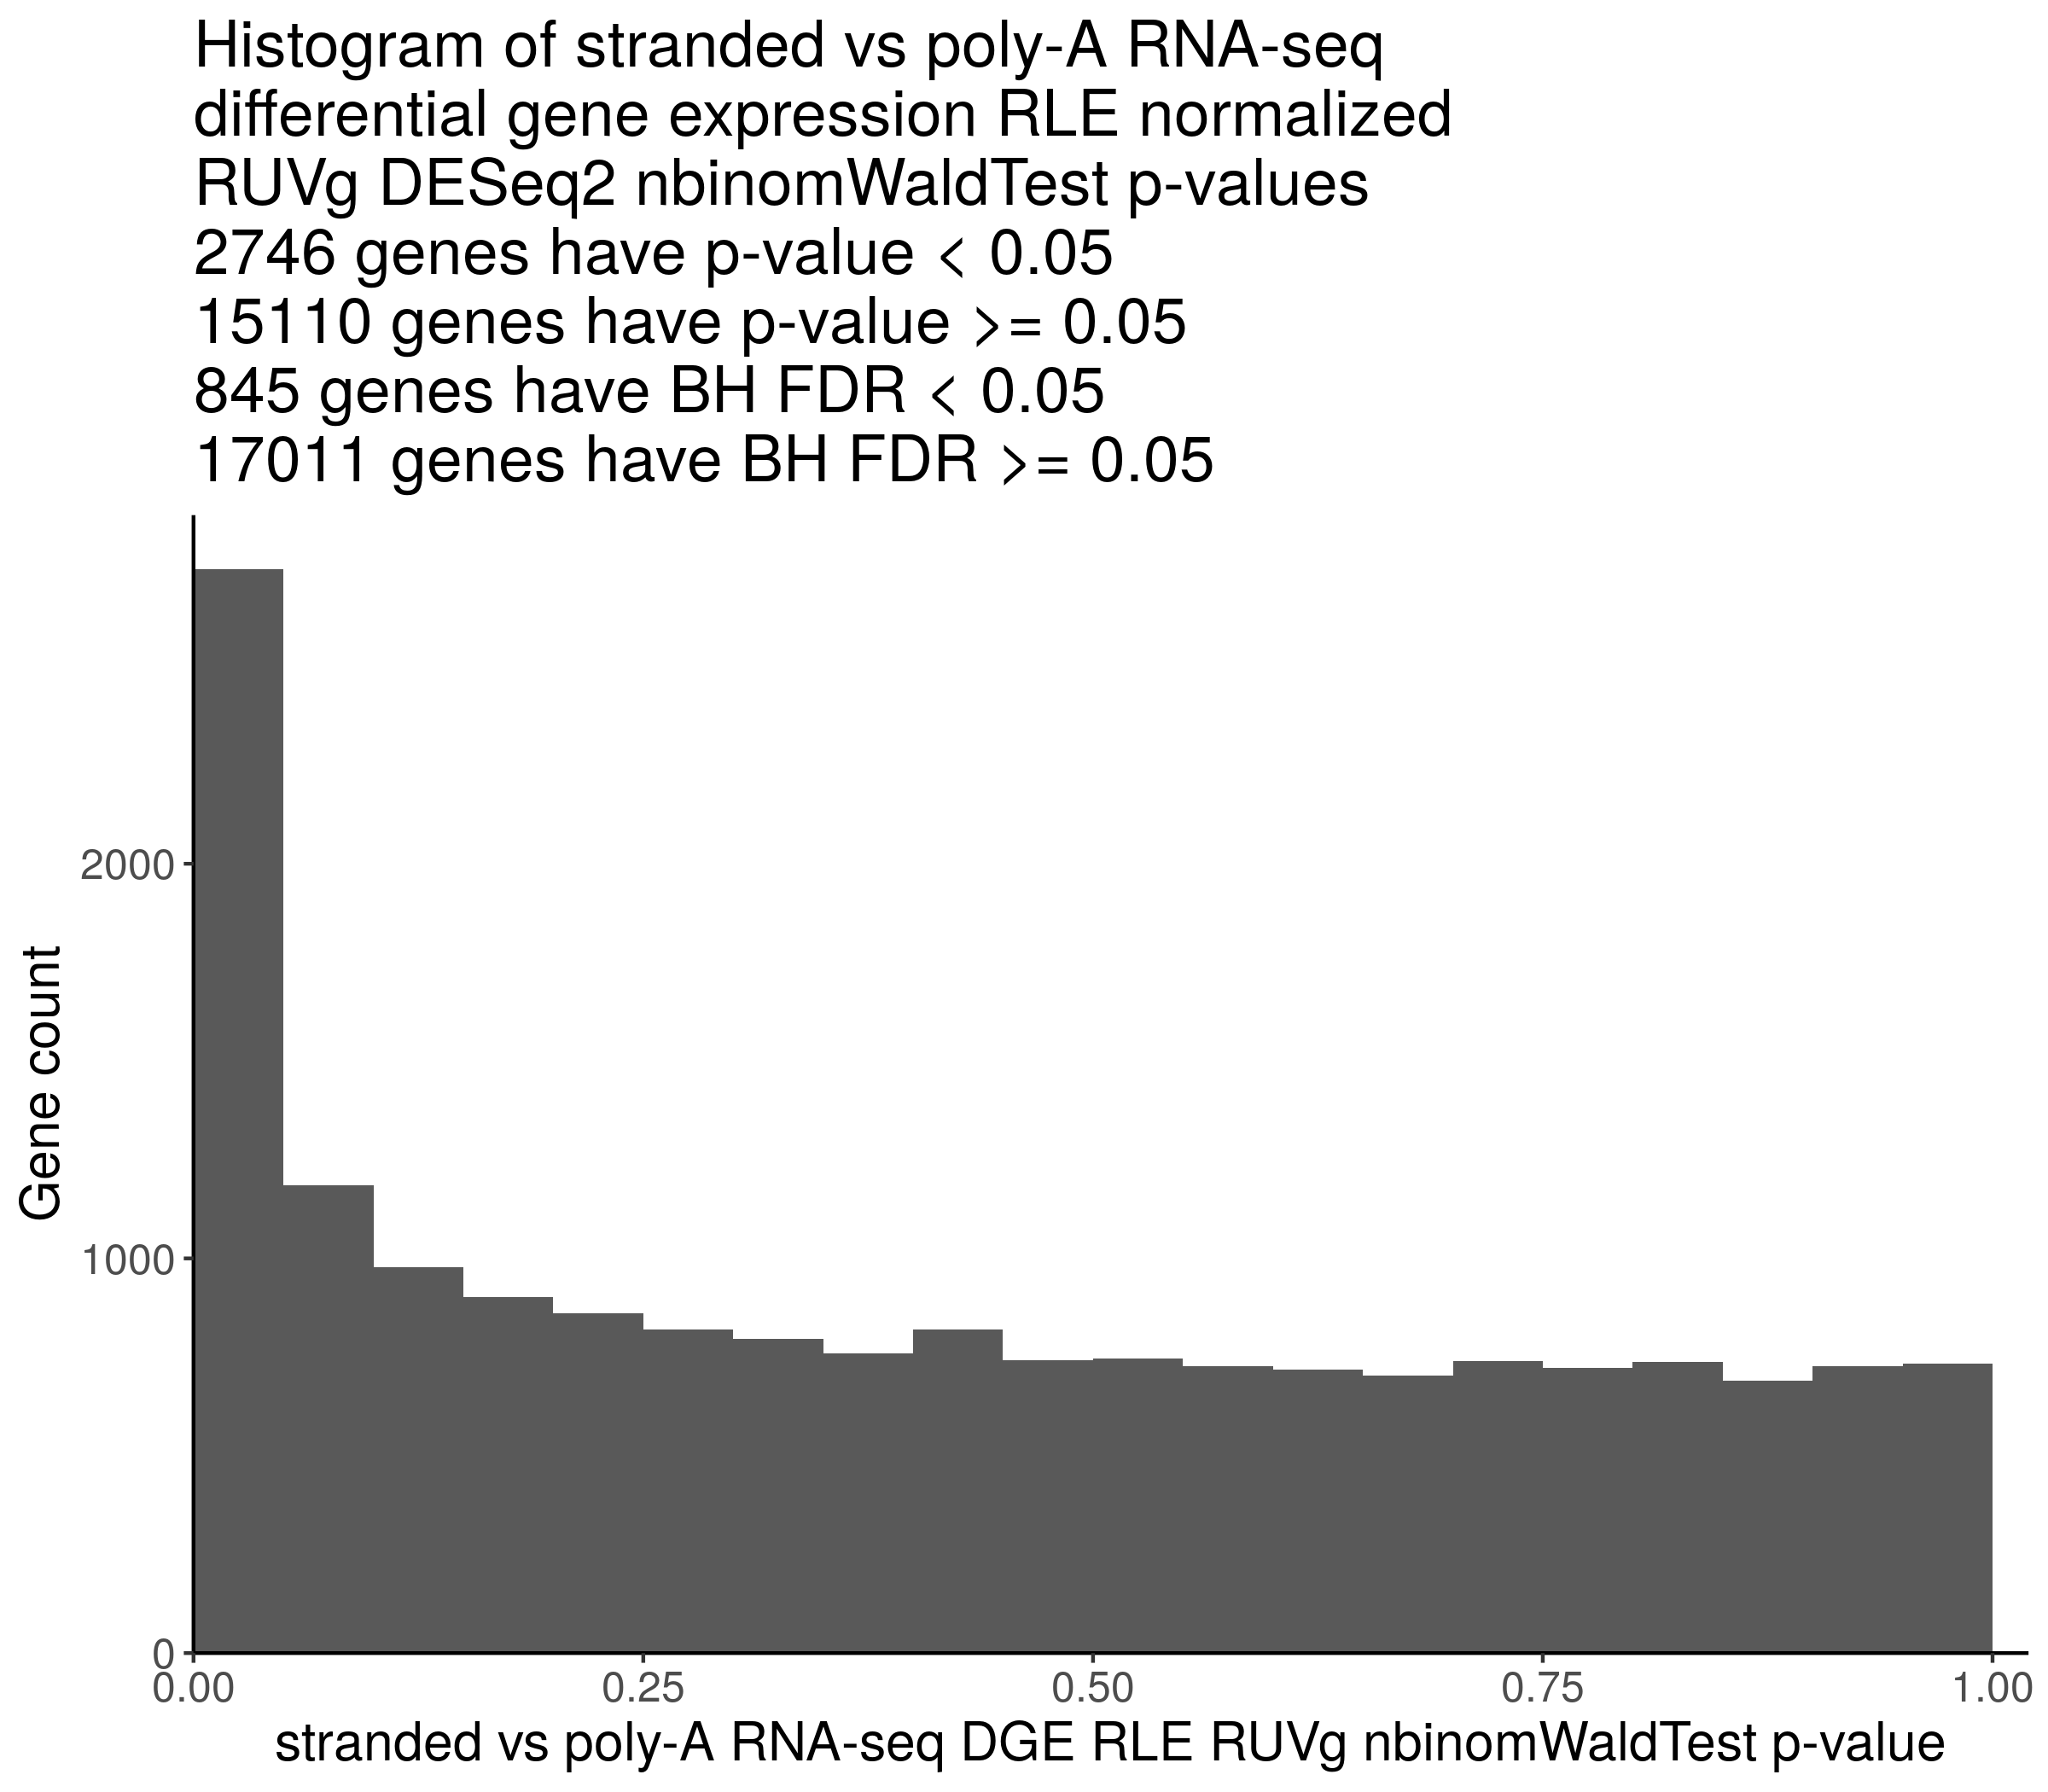 Histogram of stranded vs poly-A RNA-seq
differential gene expression RLE normalized
RUVg DESeq2 nbinomWaldTest p-values
2746 genes have p-value < 0.05
15110 genes have p-value >= 0.05
845 genes have BH FDR < 0.05
17011 genes have BH FDR >= 0.05
Gene count
2000
1000
0
0.00
0.25
0.50
0.75
1.00
stranded vs poly-A RNA-seq DGE RLE RUVg nbinomWaldTest p-value